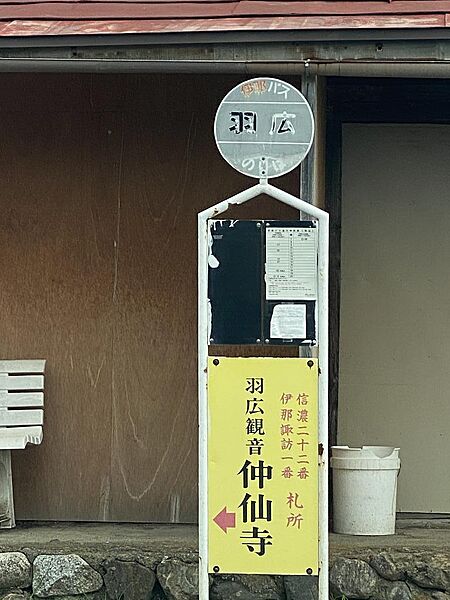 伊那バス
羽広
のりば
信濃二十二番
伊那諏訪一番
札所
羽広観音
仲仙寺